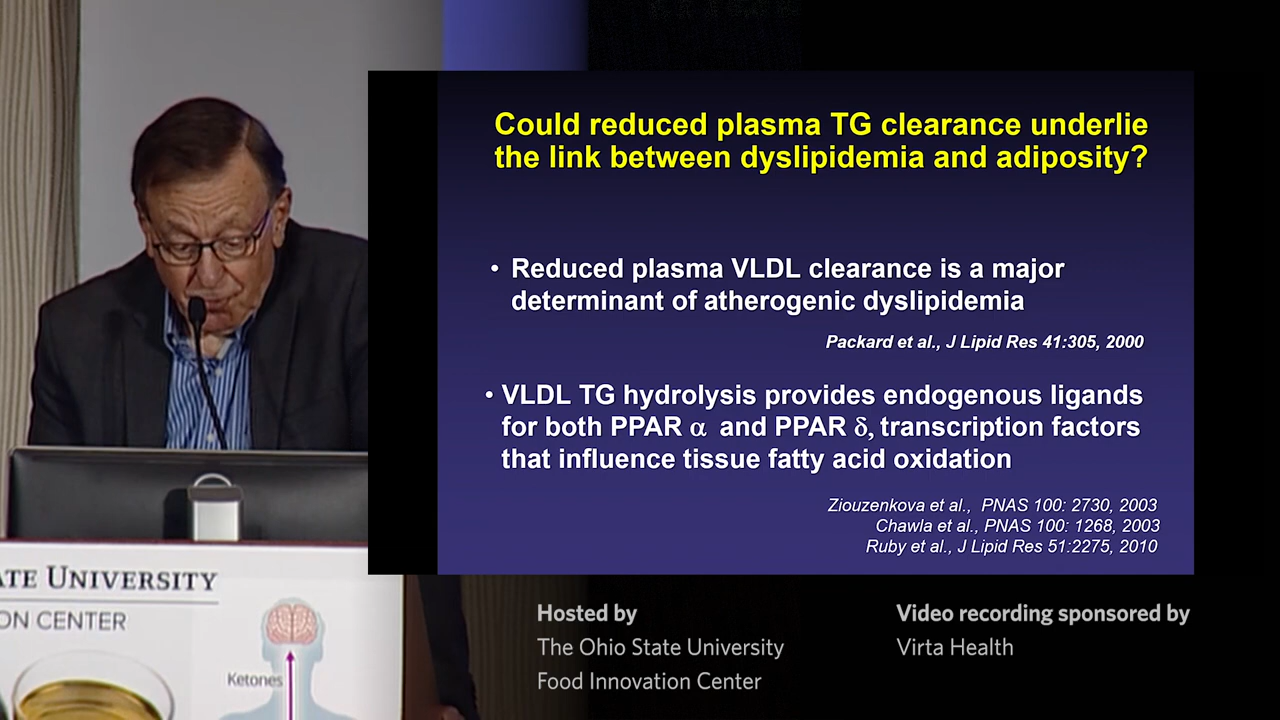 Could reduced plasma TG clearance underlie
the link between dyslipidemia and adiposity?
• Reduced plasma VLDL clearance is a major
determinant of atherogenic dyslipidemia
Packard et al., J Lipid Res 41:305, 2000
• VLDL TG hydrolysis provides endogenous ligands
for both PPAR α and PPAR δ, transcription factors
that influence tissue fatty acid oxidation
Ziouzenkova et al., PNAS 100: 2730, 2003
Chawla et al., PNAS 100: 1268, 2003
Ruby et al., J Lipid Res 51:2275, 2010
ATE UNIVERSITY
ON CENTER
Ketones
Hosted by
The Ohio State University
Food Innovation Center
Video recording sponsored by
Virta Health